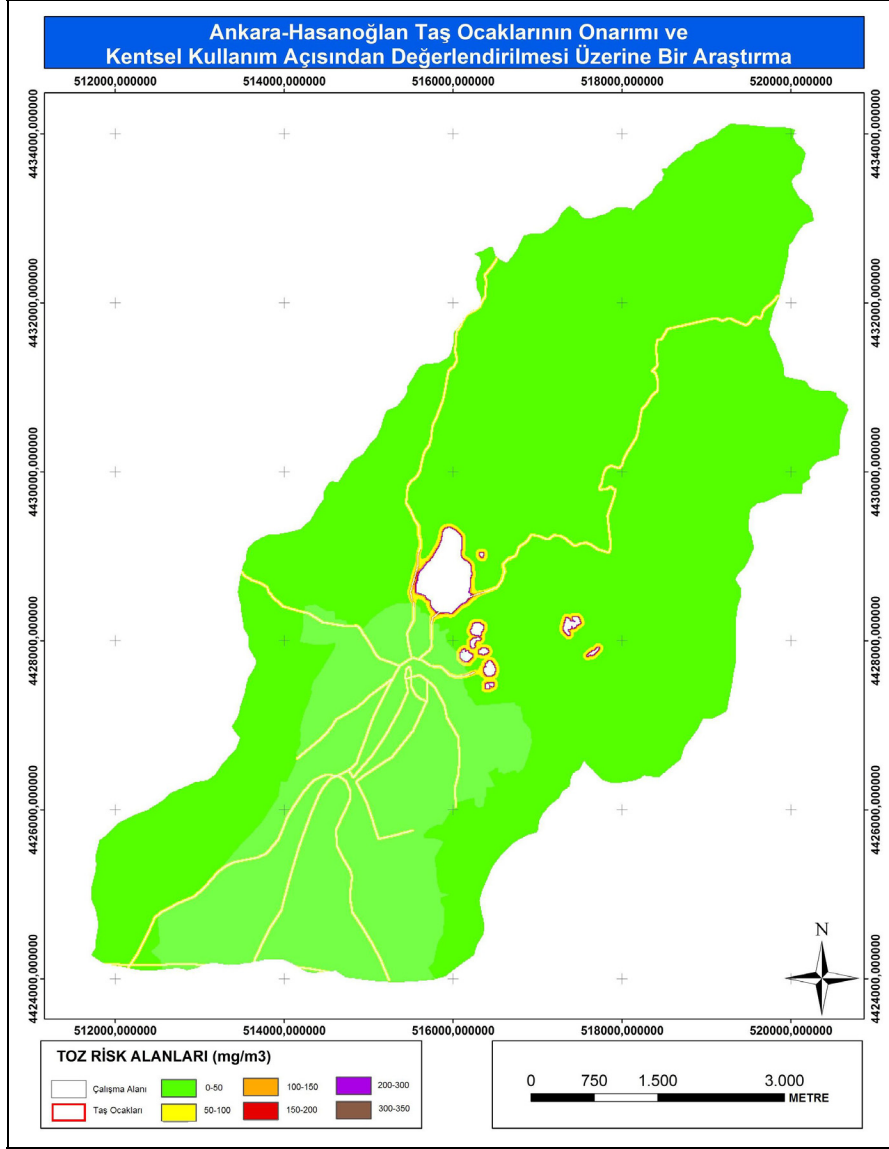 Ankara-Hasanoğlan Taş Ocaklarının Onarımı ve
Kentsel Kullanım Açısından Değerlendirilmesi Üzerine Bir Araştırma
512000,000000 514000,000000 516000,000000 518000,000000 520000,000000
4434000,000000 4434000,000000
4432000,000000 4432000,000000
4430000,000000 4430000,000000
4428000,000000 4428000,000000
4426000,000000 4426000,000000
4424000,000000 4424000,000000
N
512000,000000 514000,000000 516000,000000 518000,000000 520000,000000
TOZ RİSK ALANLARI (mg/m3)
Çalışma Alanı 0-50 100-150 200-300
Taş Ocakları 50-100 150-200 300-350
0 750 1.500 3.000
METRE